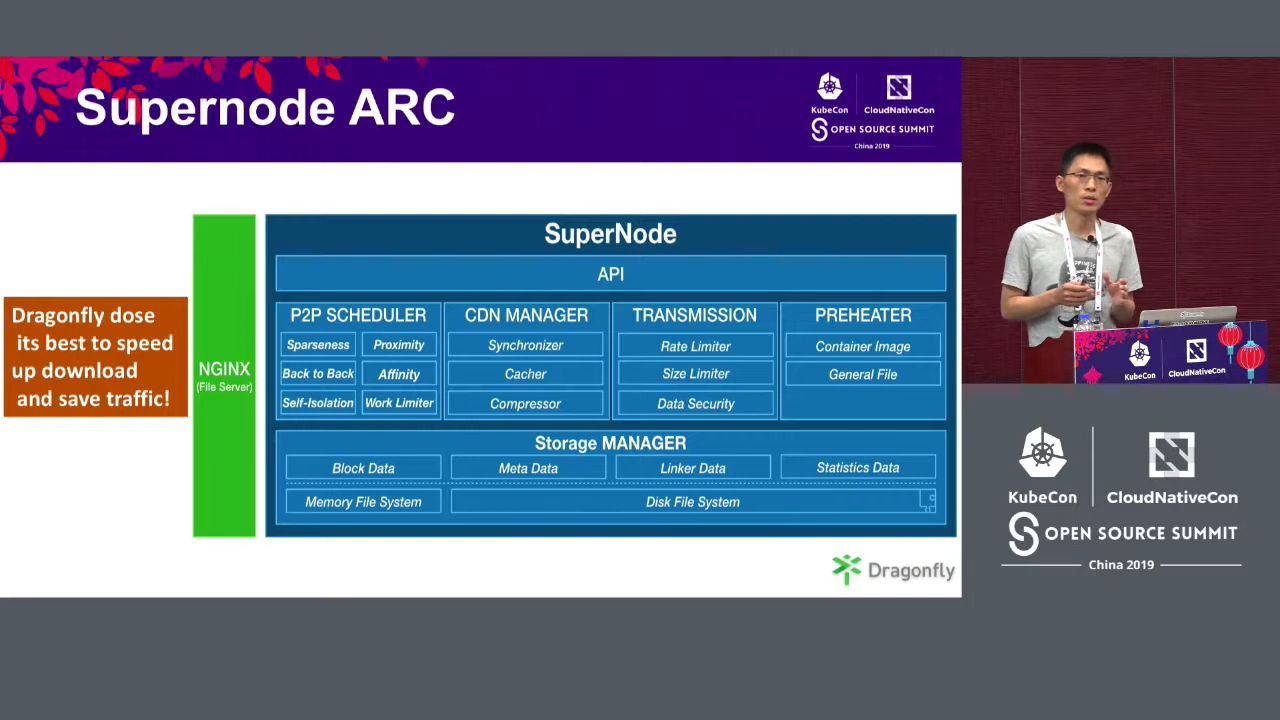 Supernode ARC
KubeCon
CloudNativeCon
OPEN SOURCE SUMMIT
China 2019
Dragonfly dose
its best to speed
up download
and save traffic!
NGINX
(File Server)
SuperNode
API
P2P SCHEDULER
Sparseness
Proximity
Back to Back
Affinity
Self-Isolation
Work Limiter
CDN MANAGER
Synchronizer
Cacher
Compressor
TRANSMISSION
Rate Limiter
Size Limiter
Data Security
PREHEATER
Container Image
General File
Storage MANAGER
Block Data
Meta Data
Linker Data
Statistics Data
Memory File System
Disk File System
Dragonfly
KubeCon
CloudNativeCon
KubeCon
CloudNativeCon
OPEN SOURCE SUMMIT
China 2019